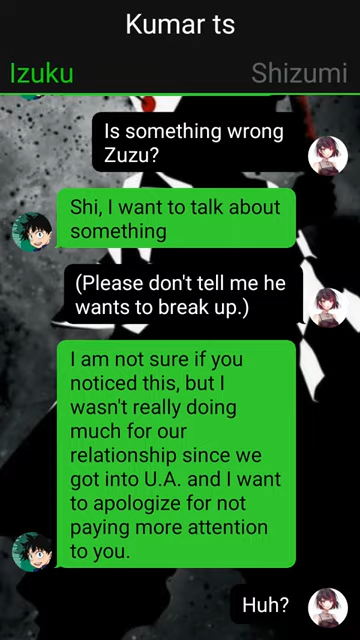 Kumar ts
Izuku
Shizumi
Is something wrong
Zuzu?
Shi, I want to talk about
something
(Please don't tell me he
wants to break up.)
I am not sure if you
noticed this, but I
wasn't really doing
much for our
relationship since we
got into U.A. and I want
to apologize for not
paying more attention
to you.
Huh?